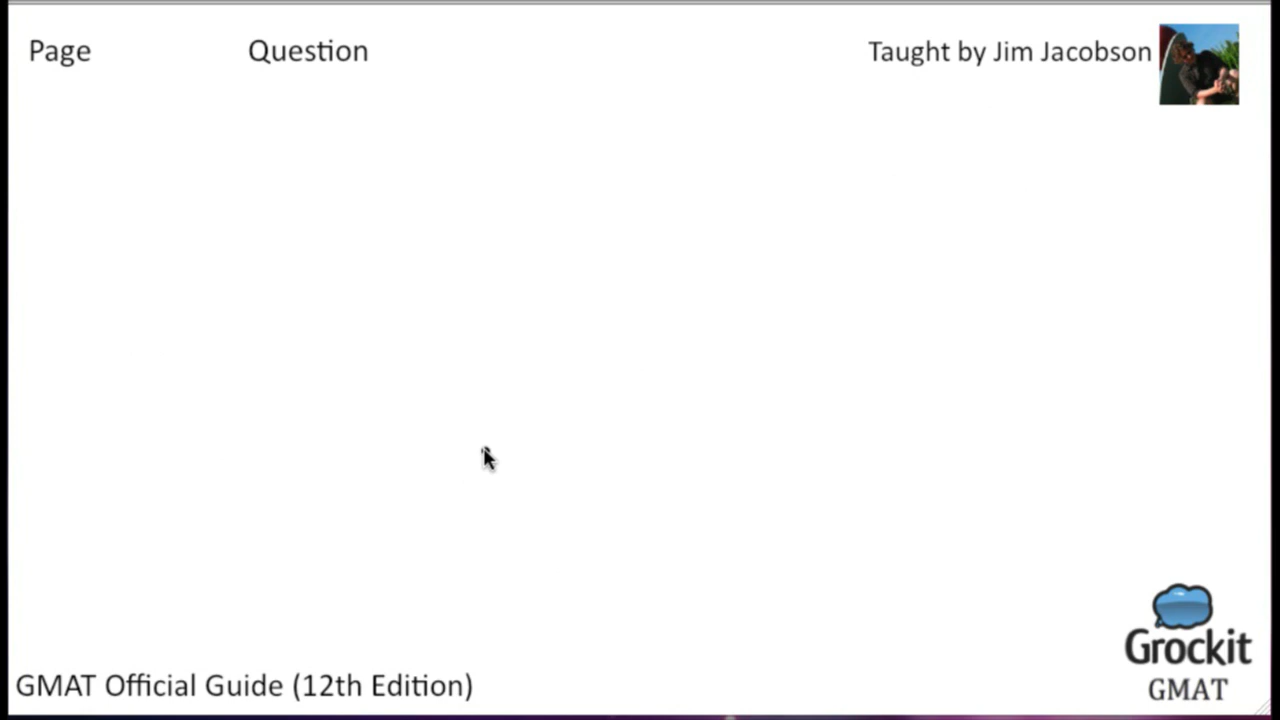 Page Question Taught by Jim Jacobson
Grockit
GMAT
GMAT Official Guide (12th Edition)